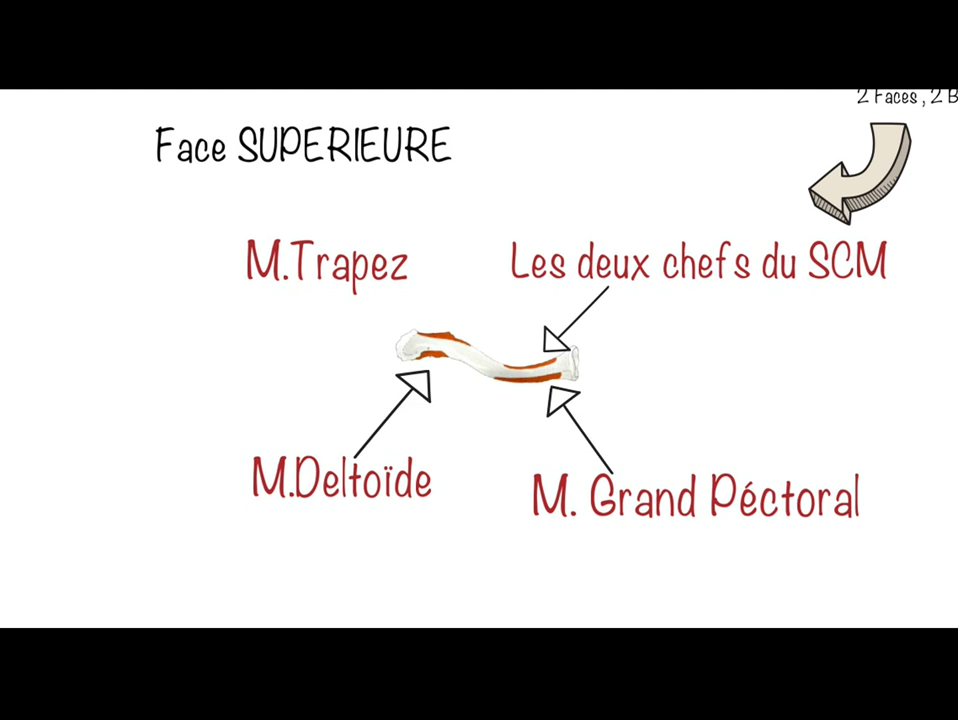 2 Faces, 2 B
Face SUPERIEURE
M.Trapez
Les deux chefs du SCM
M.Deltoïde
M. Grand Péctoral